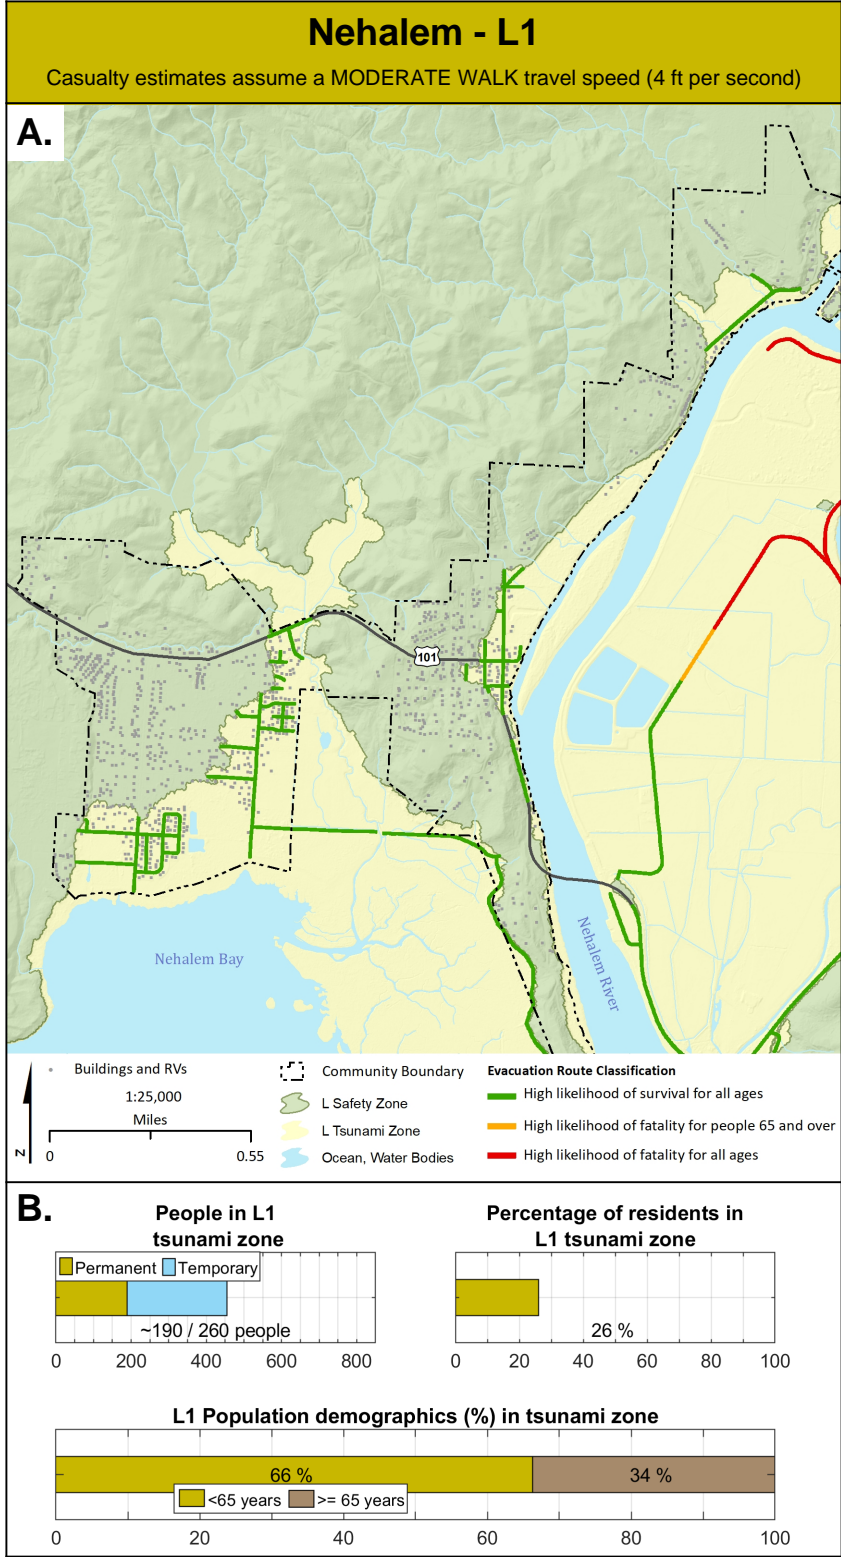 Nehalem - L1
Casualty estimates assume a MODERATE WALK travel speed (4 ft per second)
A.
101
Nehalem Bay
Nehalem River
Buildings and RVs
1:25,000
Miles
0 0.55
N
Community Boundary
L Safety Zone
L Tsunami Zone
Ocean, Water Bodies
Evacuation Route Classification
High likelihood of survival for all ages
High likelihood of fatality for people 65 and over
High likelihood of fatality for all ages
B.
People in L1
tsunami zone
Permanent Temporary
~190 / 260 people
0 200 400 600 800
Percentage of residents in
L1 tsunami zone
26 %
0 20 40 60 80 100
L1 Population demographics (%) in tsunami zone
66 % 34 %
<65 years >= 65 years
0 20 40 60 80 100